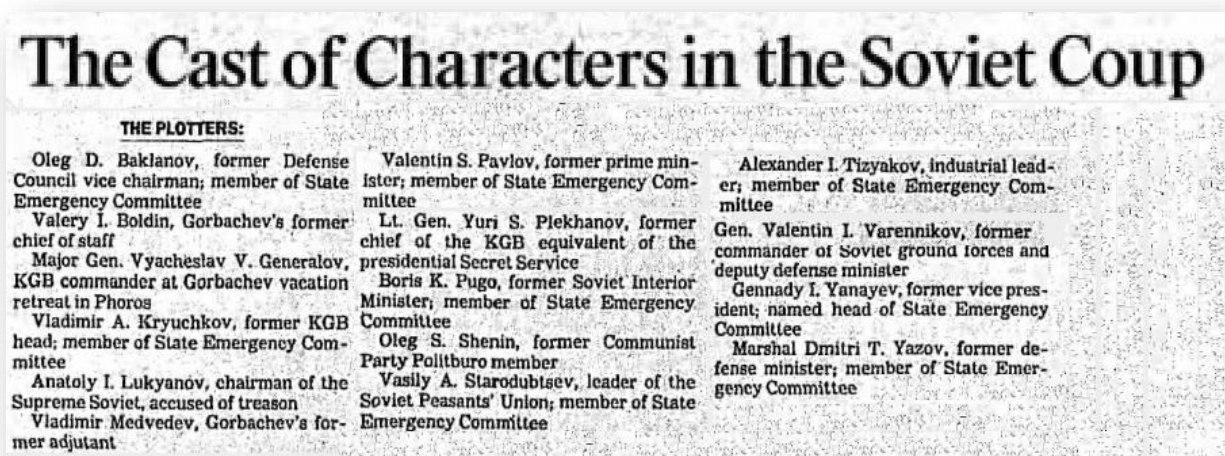 The Cast of Characters in the Soviet Coup
THE PLOTTERS:
Oleg D. Baklanov, former Defense
Council vice chairman; member of State
Emergency Committee
Valery I. Boldin, Gorbachev's former
chief of staff
Major Gen. Vyacheslav V. Generalov,
KGB commander at Gorbachev vacation
retreat in Phoros
Vladimir A. Kryuchkov, former KGB
head; member of State Emergency Com-
mittee
Anatoly I. Lukyanov, chairman of the
Supreme Soviet, accused of treason
Vladimir Medvedev, Gorbachev's for-
mer adjutant
Valentin S. Pavlov, former prime min-
ister; member of State Emergency Com-
mittee
Lt. Gen. Yuri S. Plekhanov, former
chief of the KGB equivalent of the
presidential Secret Service
Boris K. Pugo, former Soviet Interior
Minister; member of State Emergency
Committee
Oleg S. Shenin, former Communist
Party Politburo member
Vasily A. Starodubtsev, leader of the
Soviet Peasants' Union; member of State
Emergency Committee
Alexander I. Tizyakov, industrial lead-
er; member of State Emergency Com-
mittee
Gen. Valentin I. Varennikov, former
commander of Soviet ground forces and
deputy defense minister
Gennady I. Yanayev, former vice pres-
ident; named head of State Emergency
Committee
Marshal Dmitri T. Yazov, former de-
fense minister; member of State Emer-
gency Committee